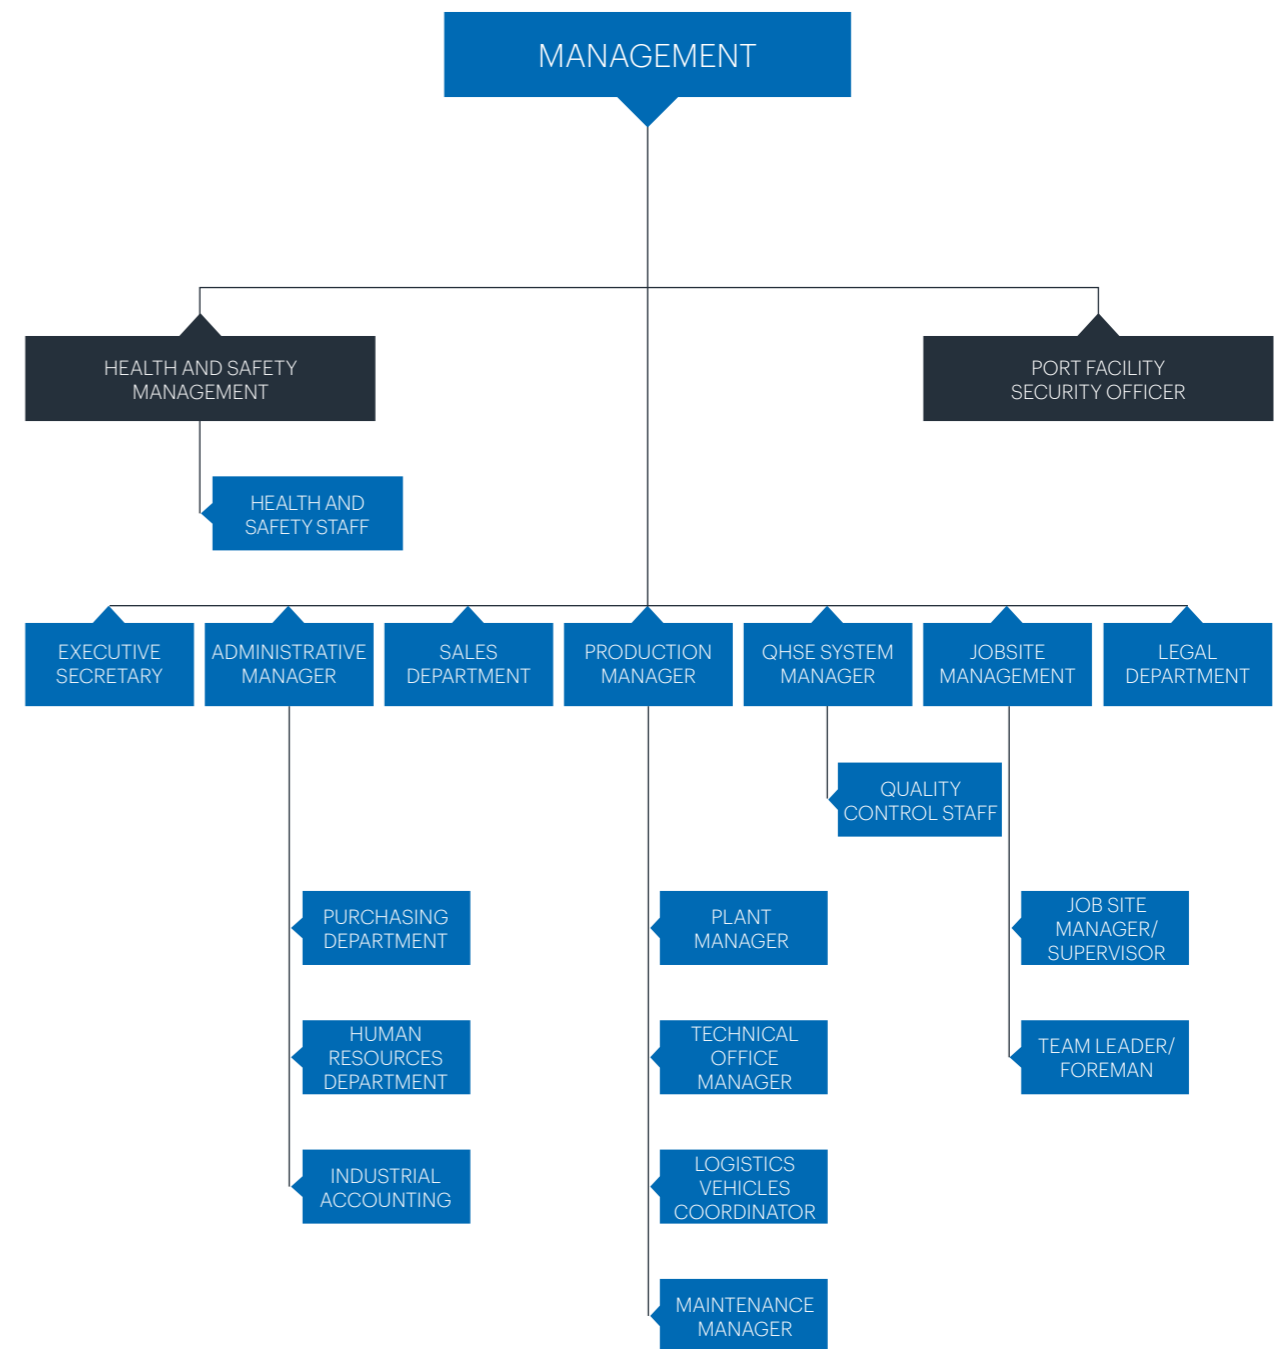 MANAGEMENT
HEALTH AND SAFETY
MANAGEMENT
PORT FACILITY
SECURITY OFFICER
HEALTH AND
SAFETY STAFF
EXECUTIVE
SECRETARY
ADMINISTRATIVE
MANAGER
SALES
DEPARTMENT
PRODUCTION
MANAGER
QHSE SYSTEM
MANAGER
JOBSITE
MANAGEMENT
LEGAL
DEPARTMENT
QUALITY
CONTROL STAFF
PURCHASING
DEPARTMENT
PLANT
MANAGER
JOB SITE
MANAGER/
SUPERVISOR
HUMAN
RESOURCES
DEPARTMENT
TECHNICAL
OFFICE
MANAGER
TEAM LEADER/
FOREMAN
INDUSTRIAL
ACCOUNTING
LOGISTICS
VEHICLES
COORDINATOR
MAINTENANCE
MANAGER